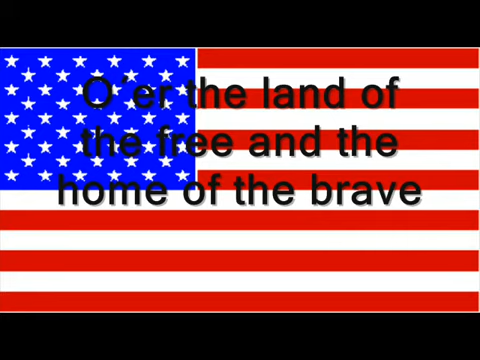 O´er the land of
the free and the
home of the brave